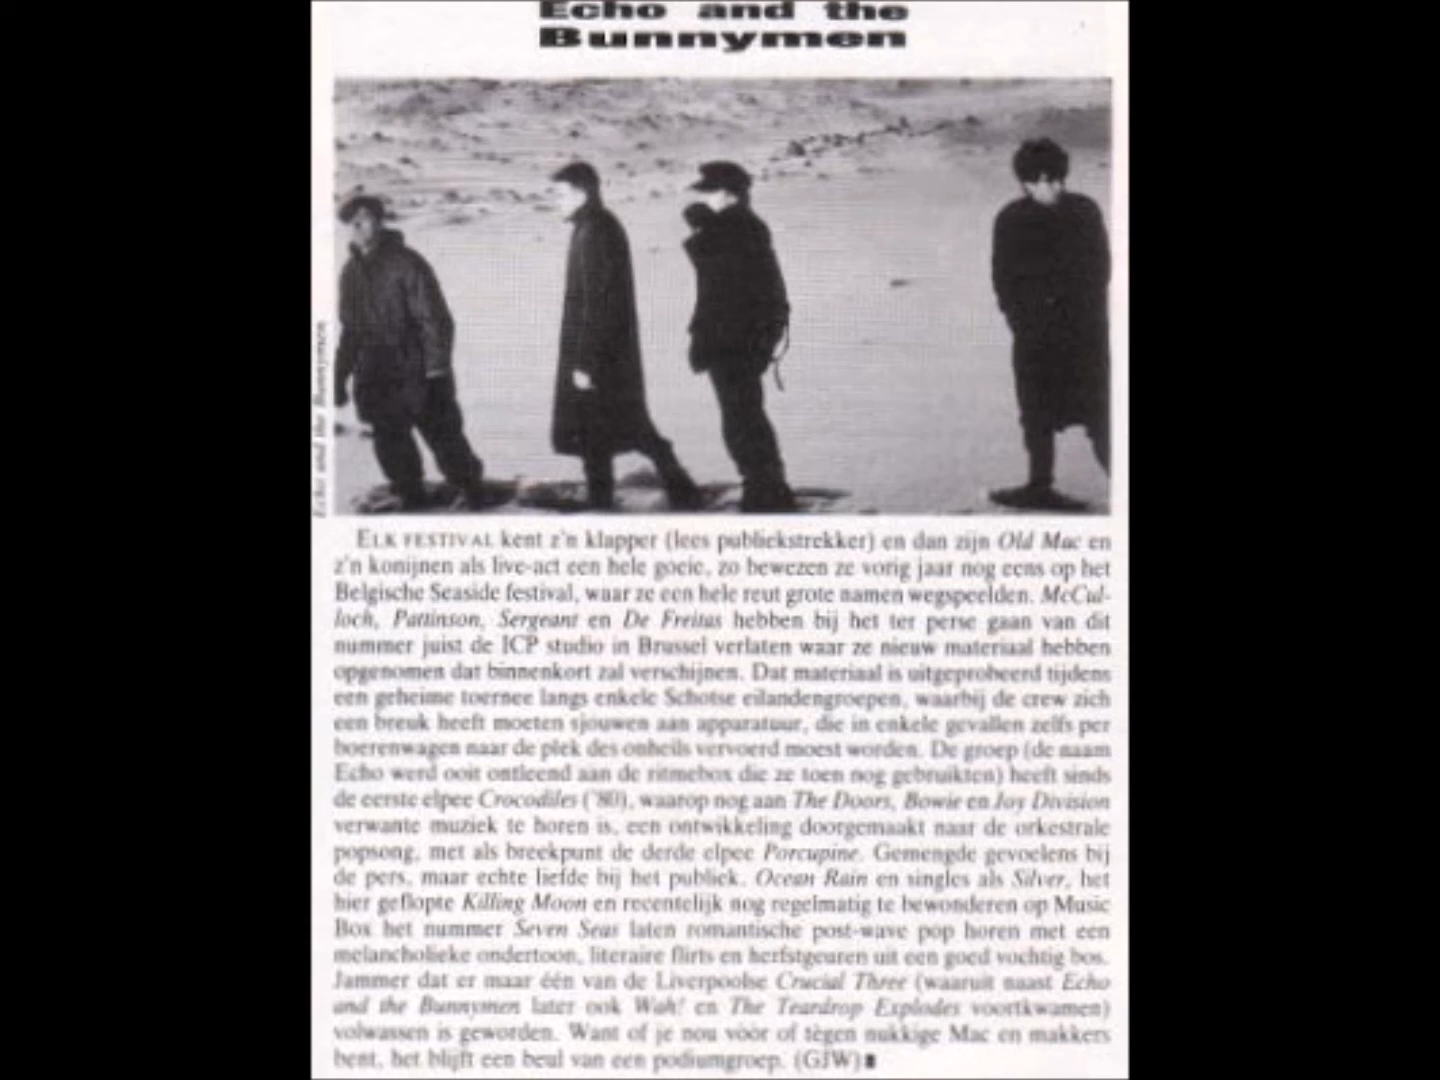 Echo and the
Bunnymen
Echo and the Bunnymen
ELK FESTIVAL kent z'n klapper (lees publiekstrekker) en dan zijn Old Mac en
z'n konijnen als live-act een hele goeie, zo bewezen ze vorig jaar nog eens op het
Belgische Seaside festival, waar ze een hele reut grote namen wegspeelden. McCul-
loch, Pattinson, Sergeant en De Freitas hebben bij het ter perse gaan van dit
nummer juist de ICP studio in Brussel verlaten waar ze nieuw materiaal hebben
opgenomen dat binnenkort zal verschijnen. Dat materiaal is uitgeprobeerd tijdens
een geheime toernee langs enkele Schotse eilandengroepen, waarbij de crew zich
een breuk heeft moeten sjouwen aan apparatuur, die in enkele gevallen zelfs per
boerenwagen naar de plek des onheils vervoerd moest worden. De groep (de naam
Echo werd ooit ontleend aan de ritmebox die ze toen nog gebruikten) heeft sinds
de eerste elpee Crocodiles ('80), waarop nog aan The Doors, Bowie en Joy Division
verwante muziek te horen is, een ontwikkeling doorgemaakt naar de orkestrale
popsong, met als breekpunt de derde elpee Porcupine. Gemengde gevoelens bij
de pers, maar echte liefde bij het publiek. Ocean Rain en singles als Silver, het
hier geflopte Killing Moon en recentelijk nog regelmatig te bewonderen op Music
Box het nummer Seven Seas laten romantische post-wave pop horen met een
melancholieke ondertoon, literaire flirts en herfstgeuren uit een goed vochtig bos.
Jammer dat er maar één van de Liverpoolse Crucial Three (waaruit naast Echo
and the Bunnymen later ook Wah! en The Teardrop Explodes voortkwamen)
volwassen is geworden. Want of je nou vóór of tégen nukkige Mac en makkers
bent, het blijft een beul van een podiumgroep. (GJW)